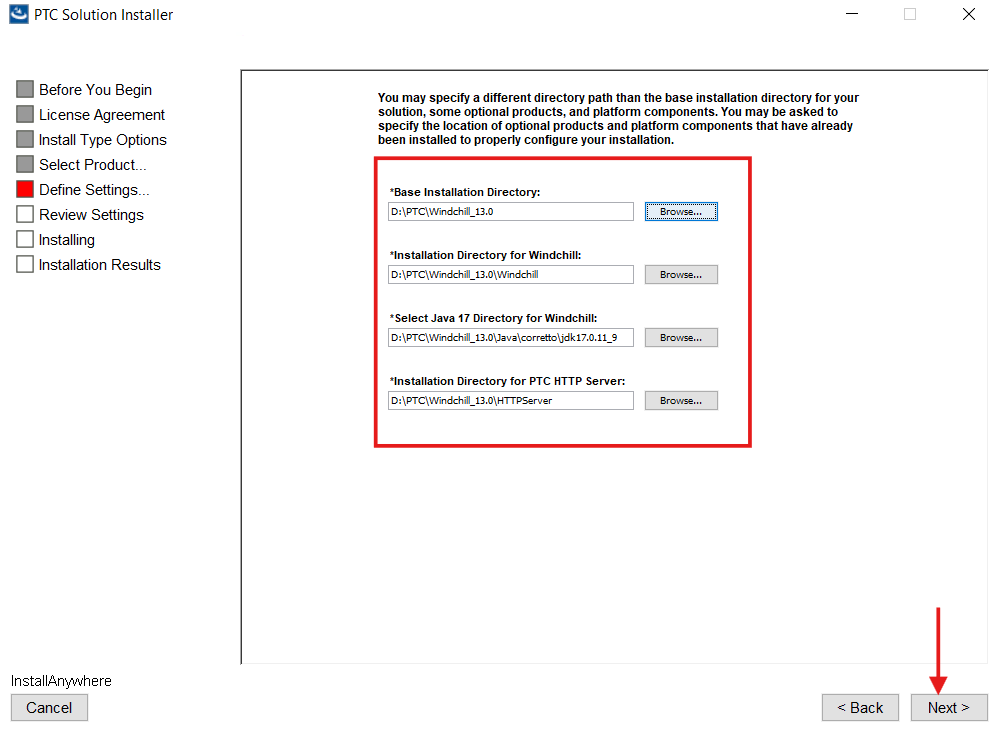 PTC Solution Installer
Before You Begin
License Agreement
Install Type Options
Select Product...
Define Settings...
Review Settings
Installing
Installation Results
You may specify a different directory path than the base installation directory for your
solution, some optional products, and platform components. You may be asked to
specify the location of optional products and platform components that have already
been installed to properly configure your installation.
*Base Installation Directory:
D:\PTC\Windchill_13.0 Browse...
*Installation Directory for Windchill:
D:\PTC\Windchill_13.0\Windchill Browse...
*Select Java 17 Directory for Windchill:
D:\PTC\Windchill_13.0\Java\corretto\jdk17.0.11_9 Browse...
*Installation Directory for PTC HTTP Server:
D:\PTC\Windchill_13.0\HTTPServer Browse...
InstallAnywhere
Cancel < Back Next >